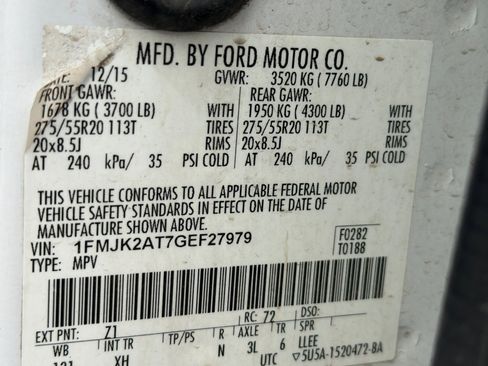 MFD. BY FORD MOTOR CO.
DATE: 12/15 GVWR: 3520 KG ( 7760 LB)
FRONT GAWR: REAR GAWR:
1678 KG ( 3700 LB) WITH 1950 KG ( 4300 LB) WITH
275/55R20 113T TIRES 275/55R20 113T TIRES
20x8.5J RIMS 20x8.5J RIMS
AT 240 kPa/ 35 PSI COLD AT 240 kPa/ 35 PSI COLD
THIS VEHICLE CONFORMS TO ALL APPLICABLE FEDERAL MOTOR
VEHICLE SAFETY STANDARDS IN EFFECT ON THE DATE OF
MANUFACTURE SHOWN ABOVE.
VIN: 1FMJK2AT7GEF27979 F0282
TYPE: MPV T0188
EXT PNT: Z1 RC: 72 DSO:
WB INT TR TP/PS R AXLE TR SPR
121 XH N 3L 6 LLEE
UTC ▽5U5A-1520472-BA